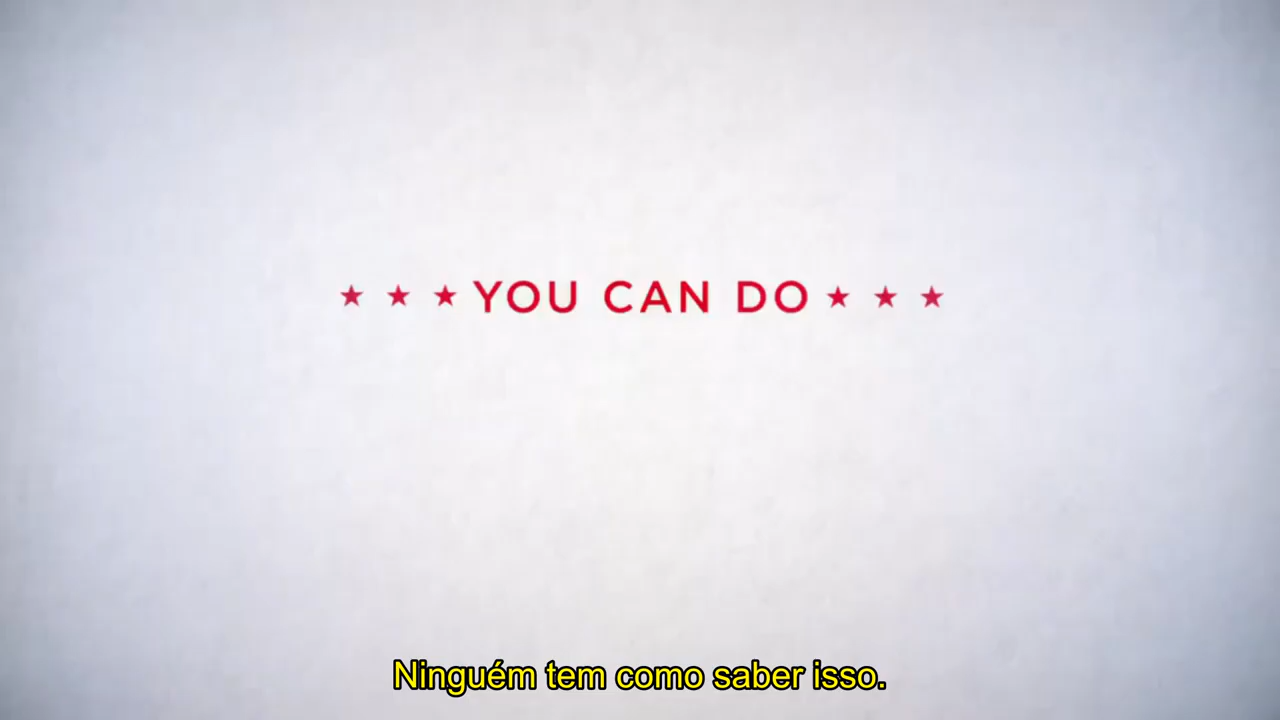 ★ ★ ★ YOU CAN DO ★ ★ ★
Ninguém tem como saber isso.